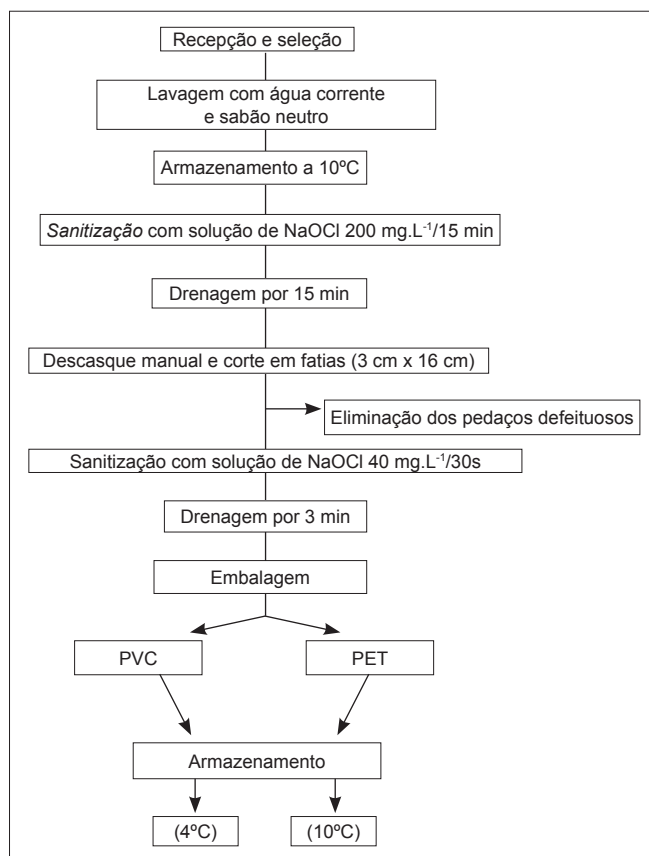 Recepção e seleção
Lavagem com água corrente
e sabão neutro
Armazenamento a 10ºC
Sanitização com solução de NaOCl 200 mg.L⁻¹/15 min
Drenagem por 15 min
Descasque manual e corte em fatias (3 cm x 16 cm)
Eliminação dos pedaços defeituosos
Sanitização com solução de NaOCl 40 mg.L⁻¹/30s
Drenagem por 3 min
Embalagem
PVC
PET
Armazenamento
(4ºC)
(10ºC)